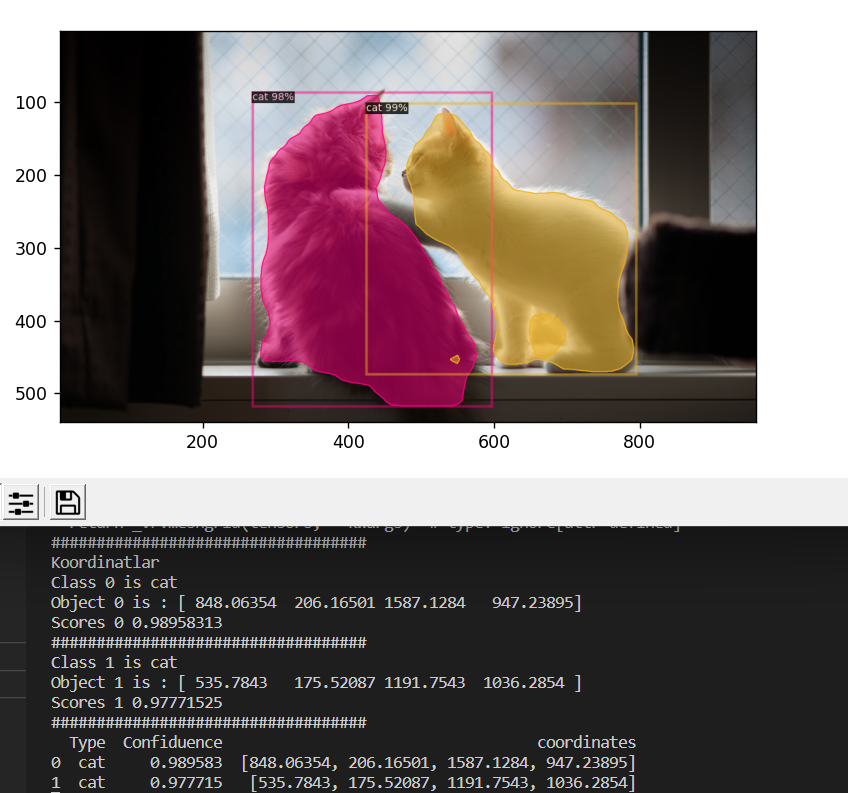 cat 98%
cat 99%
100
200
300
400
500
200 400 600 800
###################################
Koordinatlar
Class 0 is cat
Object 0 is : [ 848.06354  206.16501 1587.1284   947.23895]
Scores 0 0.98958313
###################################
Class 1 is cat
Object 1 is : [ 535.7843   175.52087 1191.7543  1036.2854 ]
Scores 1 0.97771525
###################################
Type  Confiduence  coordinates
0  cat  0.989583  [848.06354, 206.16501, 1587.1284, 947.23895]
1  cat  0.977715  [535.7843, 175.52087, 1191.7543, 1036.2854]